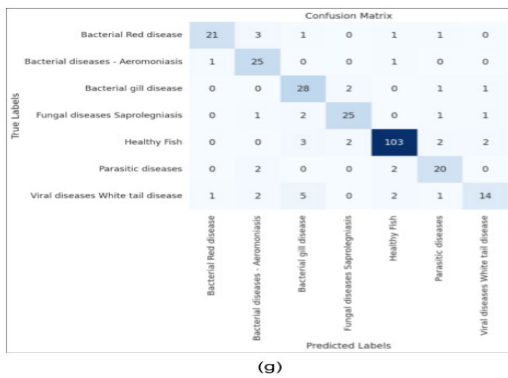 Confusion Matrix
Bacterial Red disease 21 3 1 0 1 1 0
Bacterial diseases - Aeromoniasis 1 25 0 0 1 0 0
Bacterial gill disease 0 0 28 2 0 1 1
Fungal diseases Saprolegniasis 0 1 2 25 0 1 1
Healthy Fish 0 0 3 2 103 2 2
Parasitic diseases 0 2 0 0 2 20 0
Viral diseases White tail disease 1 2 5 0 2 1 14
True Labels
Bacterial Red disease
Bacterial diseases - Aeromoniasis
Bacterial gill disease
Fungal diseases Saprolegniasis
Healthy Fish
Parasitic diseases
Viral diseases White tail disease
Predicted Labels
(g)